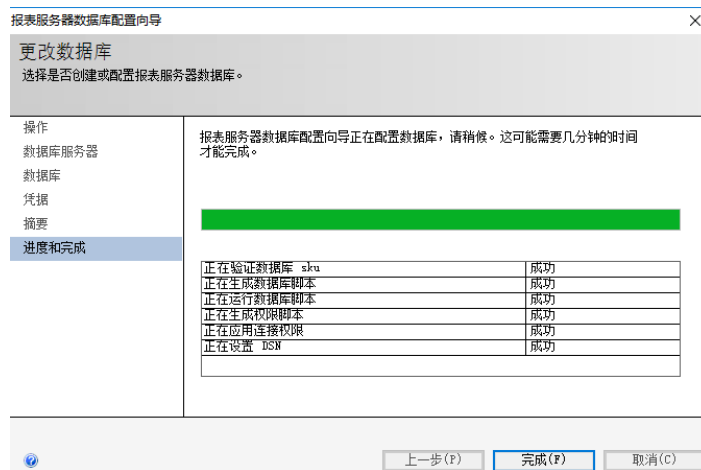 报表服务器数据库配置向导
更改数据库
选择是否创建或配置报表服务器数据库。
操作
数据库服务器
数据库
凭据
摘要
进度和完成
报表服务器数据库配置向导正在配置数据库，请稍候。这可能需要几分钟的时间
才能完成。
正在验证数据库 sku 成功
正在生成数据库脚本 成功
正在运行数据库脚本 成功
正在生成权限脚本 成功
正在应用连接权限 成功
正在设置 DSN 成功
上一步(P) 完成(F) 取消(C)